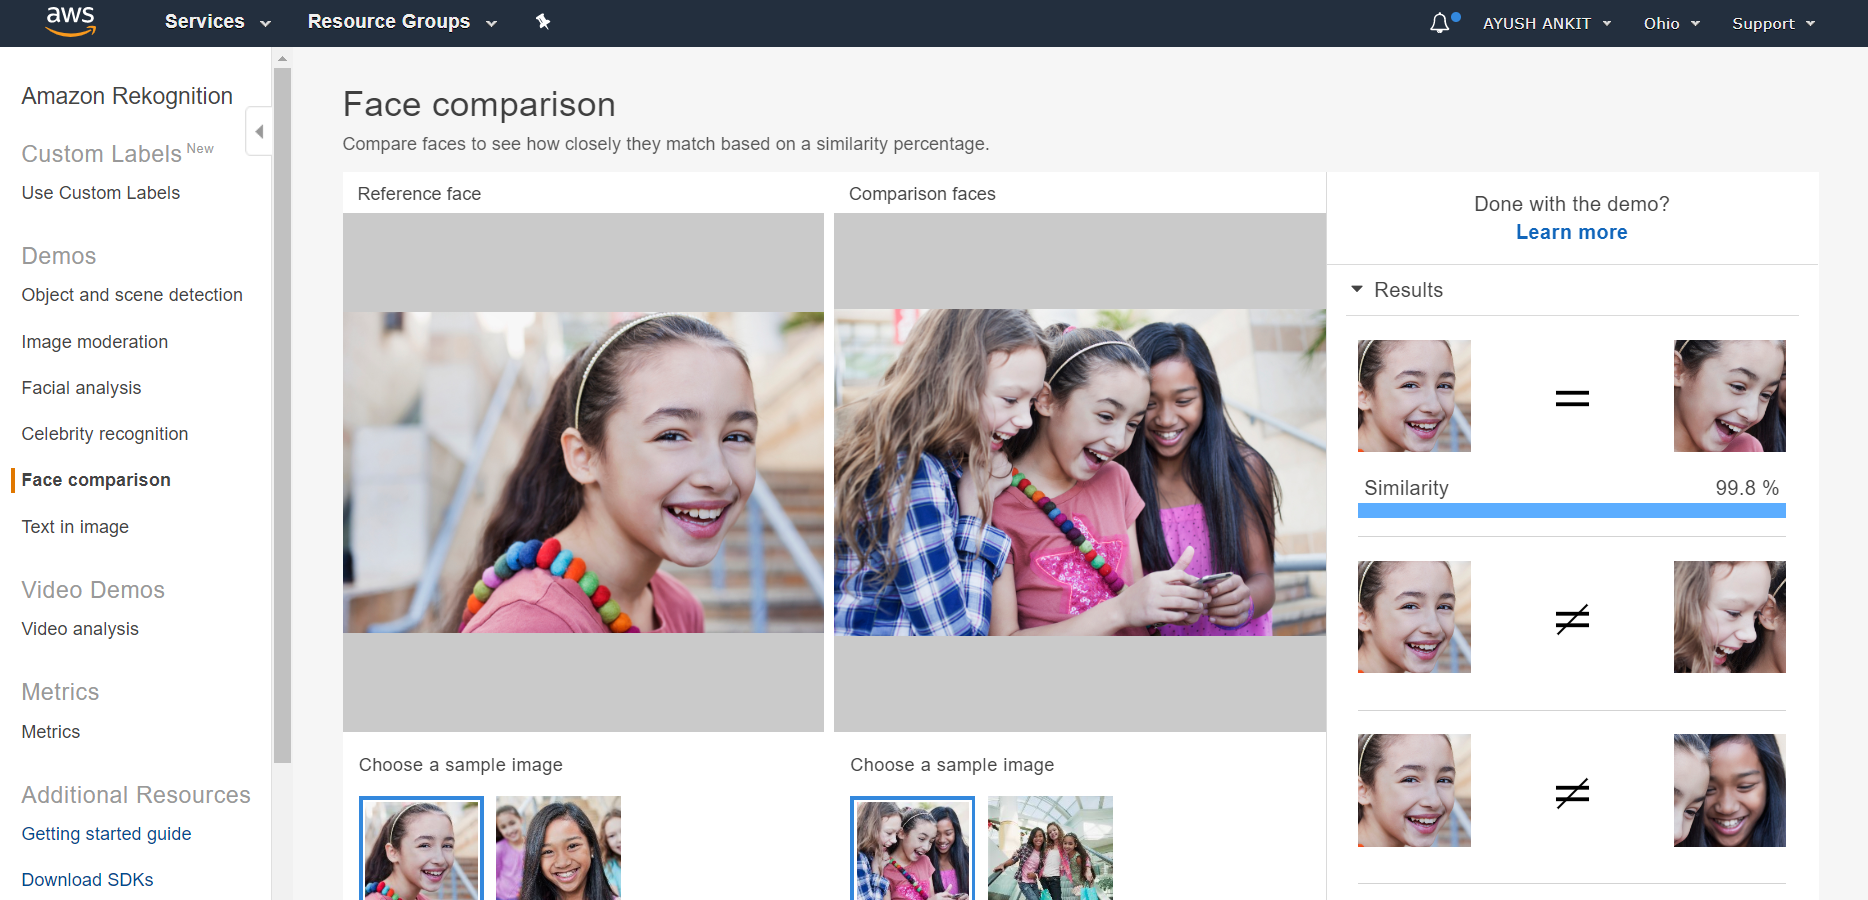 aws
Services
Resource Groups
AYUSH ANKIT
Ohio
Support
Amazon Rekognition
Custom Labels New
Use Custom Labels
Demos
Object and scene detection
Image moderation
Facial analysis
Celebrity recognition
Face comparison
Text in image
Video Demos
Video analysis
Metrics
Metrics
Additional Resources
Getting started guide
Download SDKs
Face comparison
Compare faces to see how closely they match based on a similarity percentage.
Reference face
Comparison faces
Choose a sample image
Choose a sample image
Done with the demo?
Learn more
Results
=
Similarity 99.8 %
≠
≠